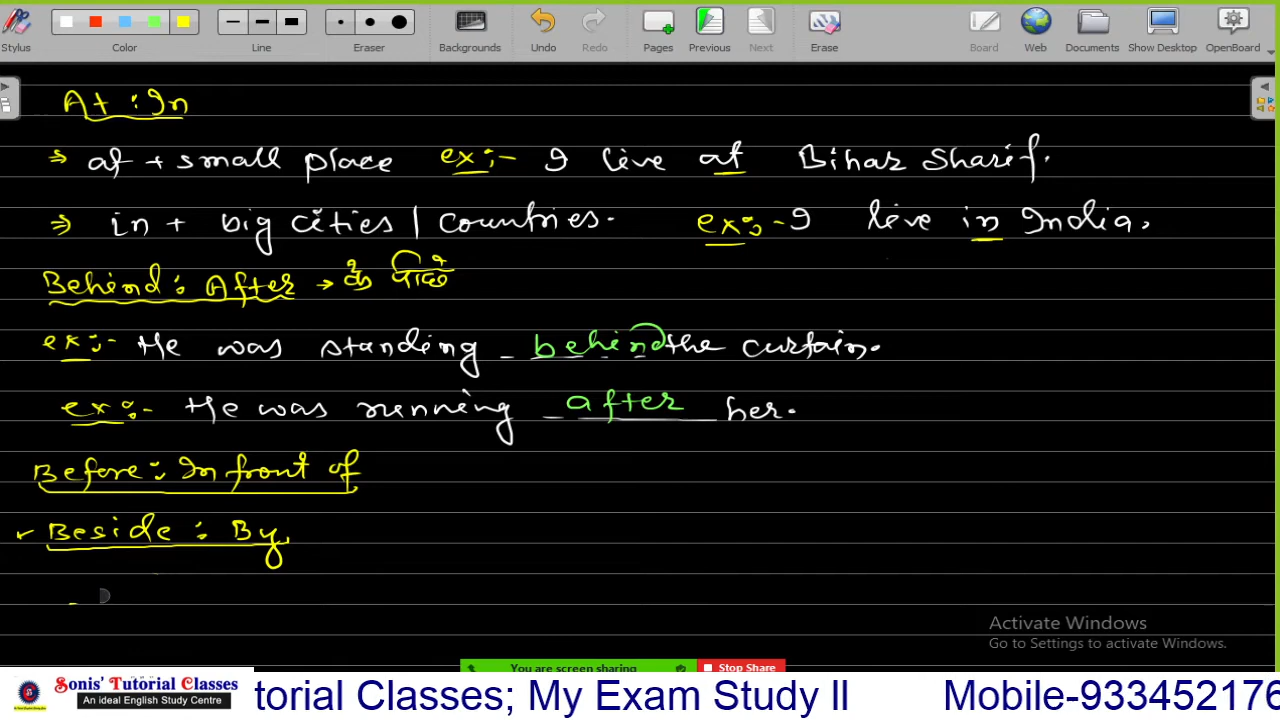 Stylus Color Line Eraser Backgrounds Undo Redo Pages Previous Next Erase Board Web Documents Show Desktop OpenBoard
At : In
⇒ at + small place ex:- I live at Bihar Sharif.
⇒ in + big cities / countries. ex:- I live in India.
Behind : After → के पीछे
ex:- He was standing behind the curtain.
ex:- He was running after her.
Before : In front of
✓ Beside : By
Activate Windows
Go to Settings to activate Windows.
You are screen sharing Stop Share
Sonis' Tutorial Classes
An ideal English Study Centre
torial Classes; My Exam Study II Mobile-933452176